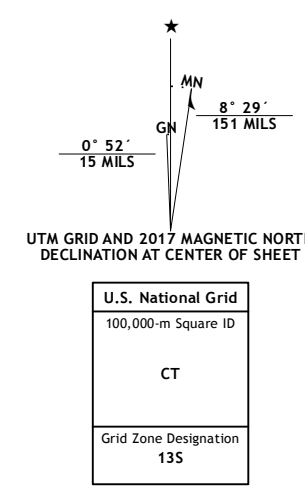 ★
MN
8° 29´
151 MILS
GN
0° 52´
15 MILS
UTM GRID AND 2017 MAGNETIC NORTH
DECLINATION AT CENTER OF SHEET
U.S. National Grid
100,000-m Square ID
CT
Grid Zone Designation
13S